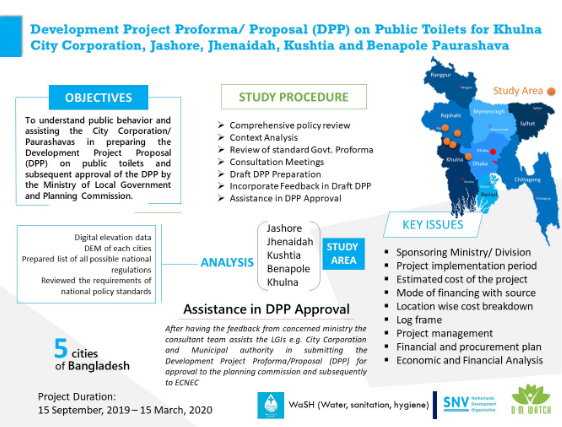 Development Project Proforma/ Proposal (DPP) on Public Toilets for Khulna
City Corporation, Jashore, Jhenaidah, Kushtia and Benapole Paurashava
OBJECTIVES
To understand public behavior and
assisting the City Corporation/
Paurashavas in preparing the
Development Project Proposal
(DPP) on public toilets and
subsequent approval of the DPP by
the Ministry of Local Government
and Planning Commission.
STUDY PROCEDURE
➢ Comprehensive policy review
➢ Context Analysis
➢ Review of standard Govt. Proforma
➢ Consultation Meetings
➢ Draft DPP Preparation
➢ Incorporate Feedback in Draft DPP
➢ Assistance in DPP Approval
Study Area
Rangpur
Rajshahi
Mymensingh
Sylhet
Dhaka
Dhaka
Khulna
Barisal
Chittagong
Digital elevation data
DEM of each cities
Prepared list of all possible national
regulations
Reviewed the requirements of
national policy standards
ANALYSIS
Jashore
Jhenaidah
Kushtia
Benapole
Khulna
STUDY
AREA
KEY ISSUES
▪ Sponsoring Ministry/ Division
▪ Project implementation period
▪ Estimated cost of the project
▪ Mode of financing with source
▪ Location wise cost breakdown
▪ Log frame
▪ Project management
▪ Financial and procurement plan
▪ Economic and Financial Analysis
Assistance in DPP Approval
After having the feedback from concerned ministry the
consultant team assists the LGIs e.g. City Corporation
and Municipal authority in submitting the
Development Project Proforma/Proposal (DPP) for
approval to the planning commission and subsequently
to ECNEC
5 cities
of Bangladesh
Project Duration:
15 September, 2019 – 15 March, 2020
WaSH (Water, sanitation, hygiene)
SNV Netherlands
Development
Organisation
DM WATCH